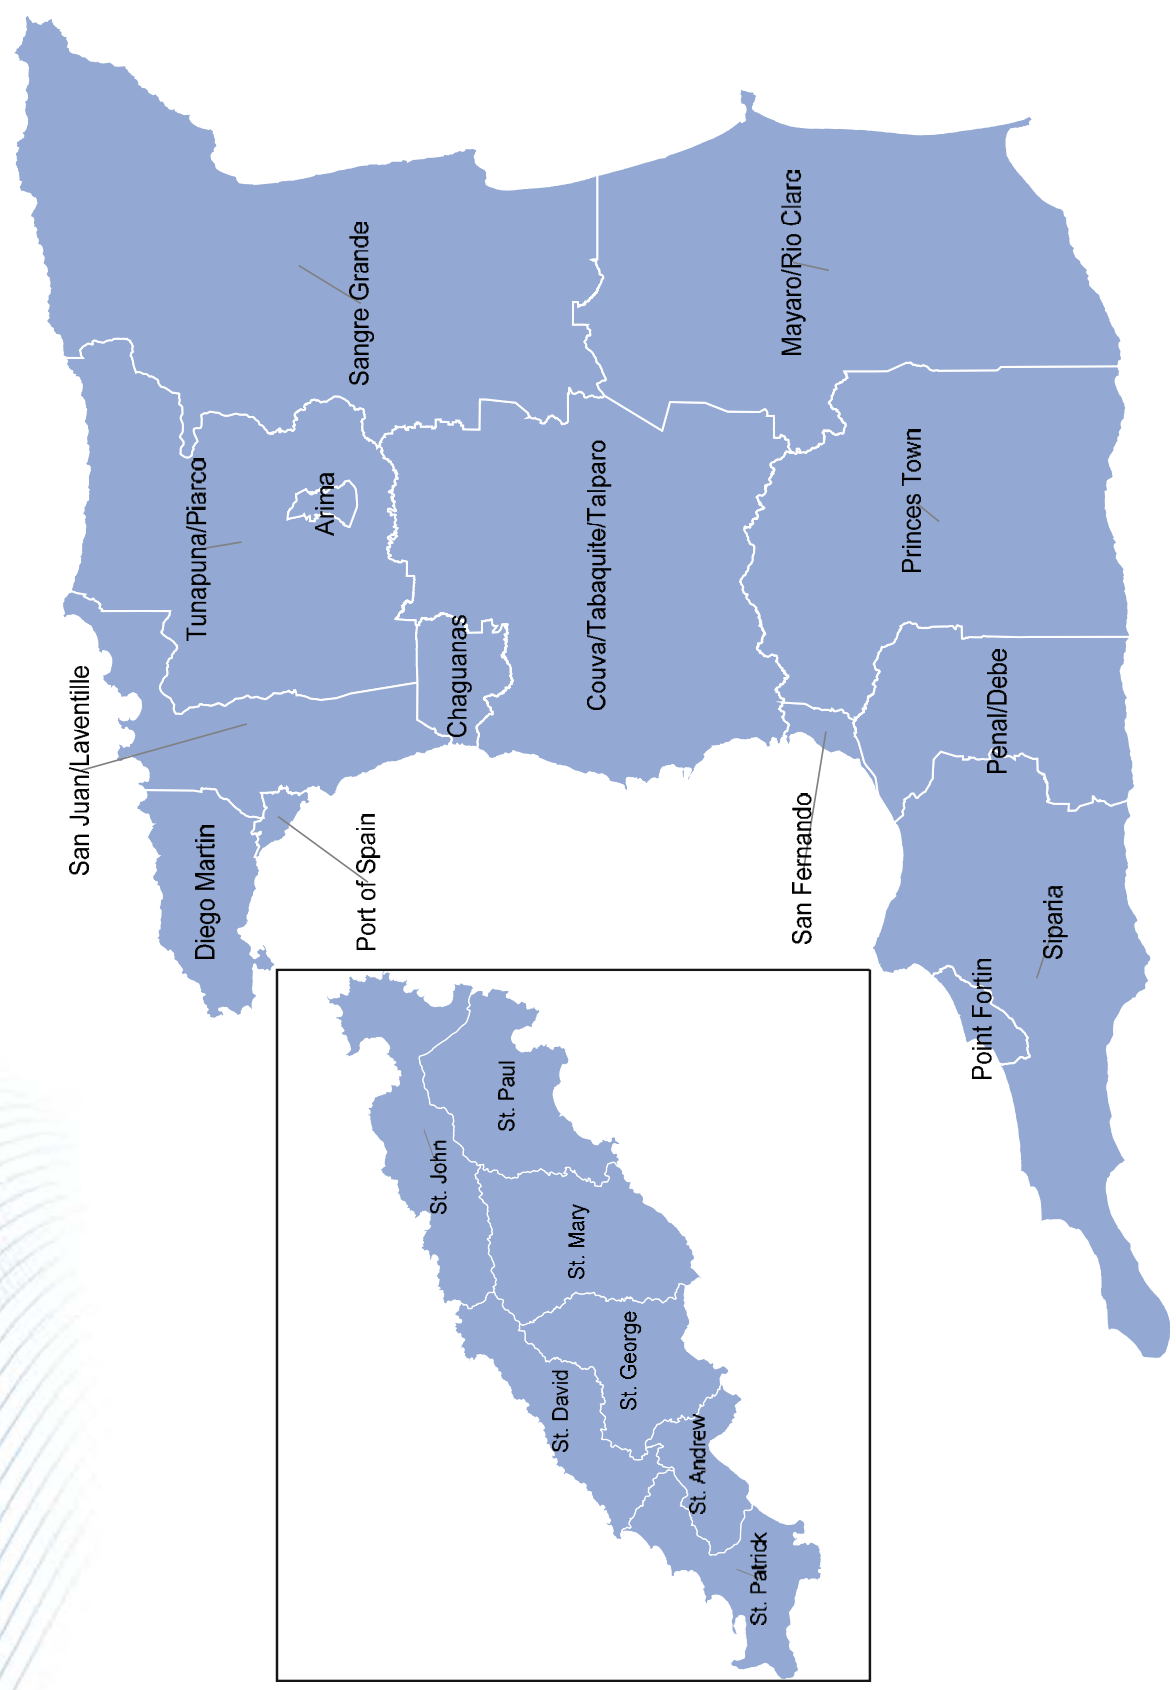 San Juan/Laventille
Diego Martin
Port of Spain
Tunapuna/Piarco
Arima
Sangre Grande
Chaguanas
Couva/Tabaquite/Talparo
Mayaro/Rio Claro
San Fernando
Princes Town
Penal/Debe
Point Fortin
Siparia
St. John
St. Paul
St. Mary
St. David
St. George
St. Andrew
St. Patrick